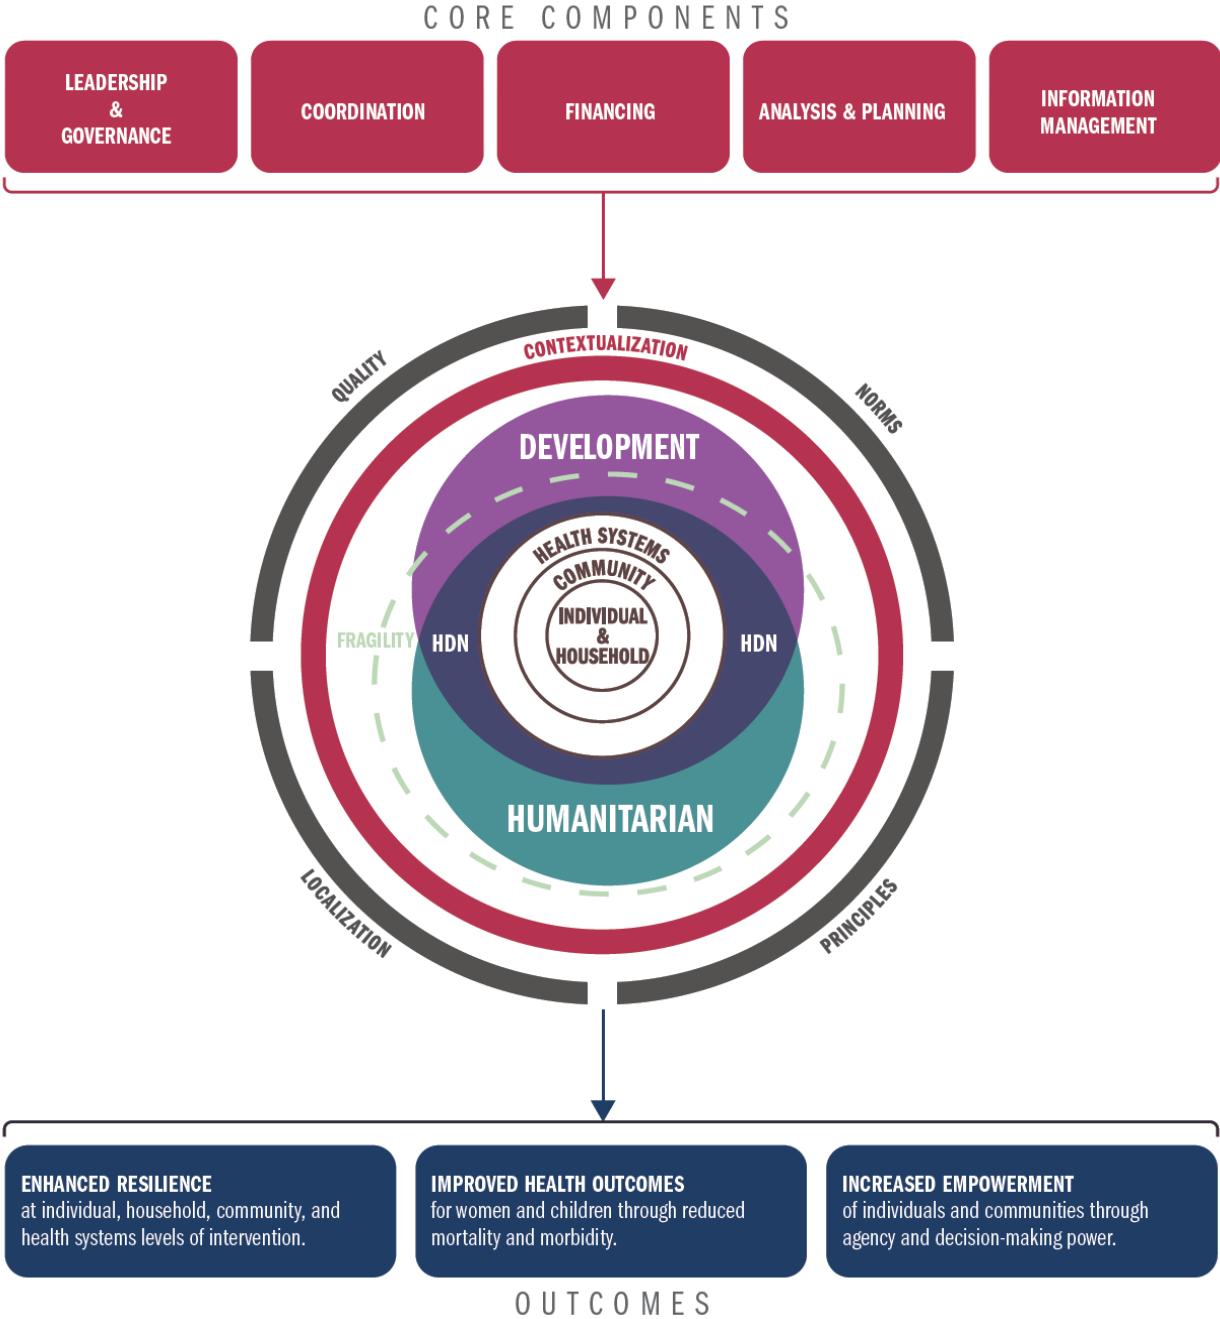 CORE COMPONENTS
LEADERSHIP
&
GOVERNANCE
COORDINATION
FINANCING
ANALYSIS & PLANNING
INFORMATION
MANAGEMENT
CONTEXTUALIZATION
QUALITY
NORMS
DEVELOPMENT
HEALTH SYSTEMS
COMMUNITY
INDIVIDUAL
&
HOUSEHOLD
FRAGILITY
HDN
HDN
HUMANITARIAN
LOCALIZATION
PRINCIPLES
ENHANCED RESILIENCE
at individual, household, community, and
health systems levels of intervention.
IMPROVED HEALTH OUTCOMES
for women and children through reduced
mortality and morbidity.
INCREASED EMPOWERMENT
of individuals and communities through
agency and decision-making power.
OUTCOMES